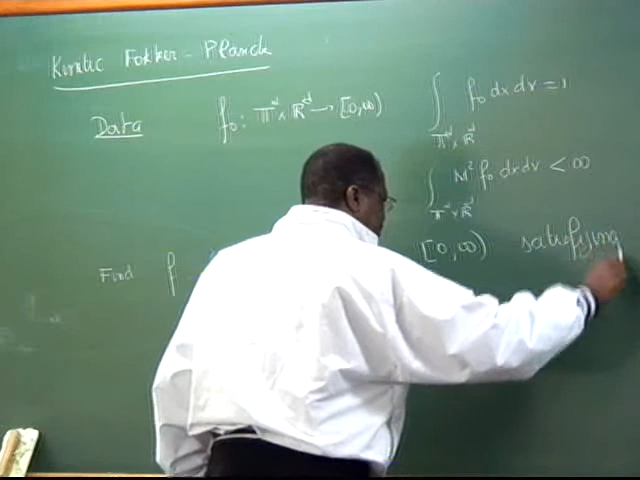 Kinetic Fokker-Planck
Data f₀: 𝕋ᵈ × ℝᵈ → [0,∞) ∫_{𝕋ᵈ×ℝᵈ} f₀ dx dv = 1
∫_{𝕋ᵈ×ℝᵈ} |v|² f₀ dx dv < ∞
Find f [0,∞) satisfying